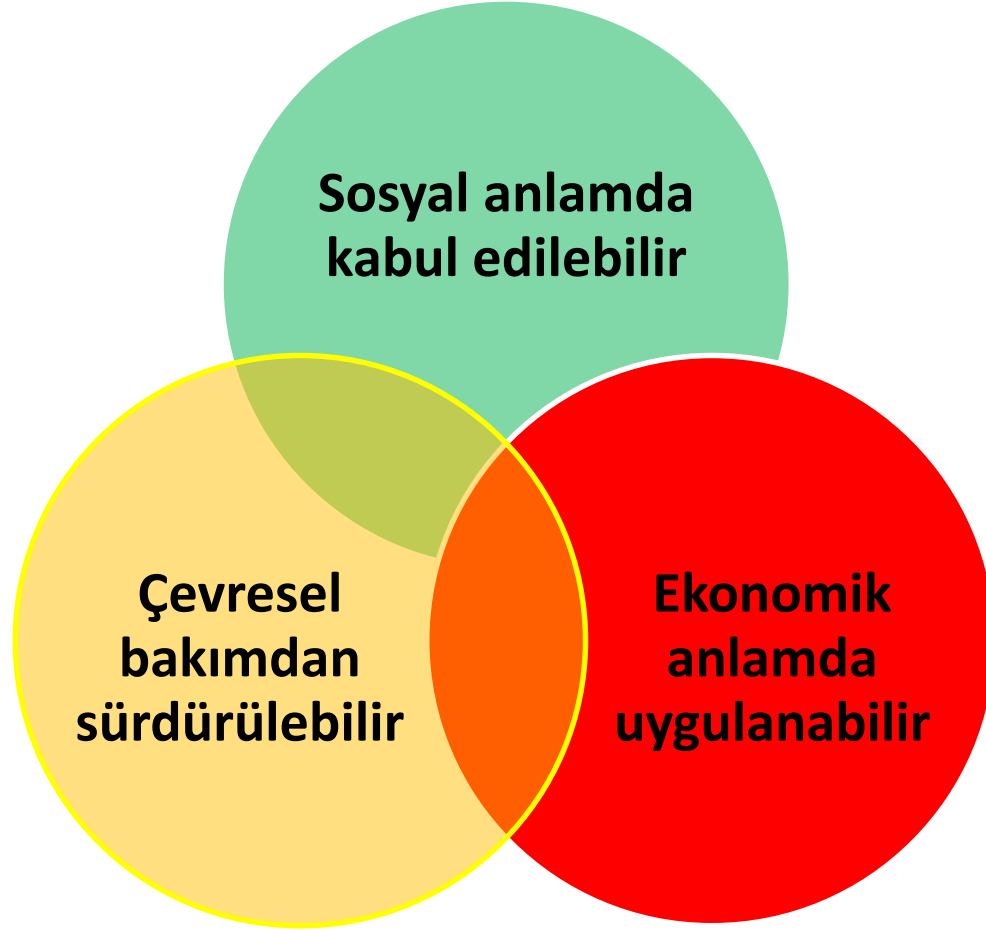 Sosyal anlamda
kabul edilebilir
Çevresel
bakımdan
sürdürülebilir
Ekonomik
anlamda
uygulanabilir